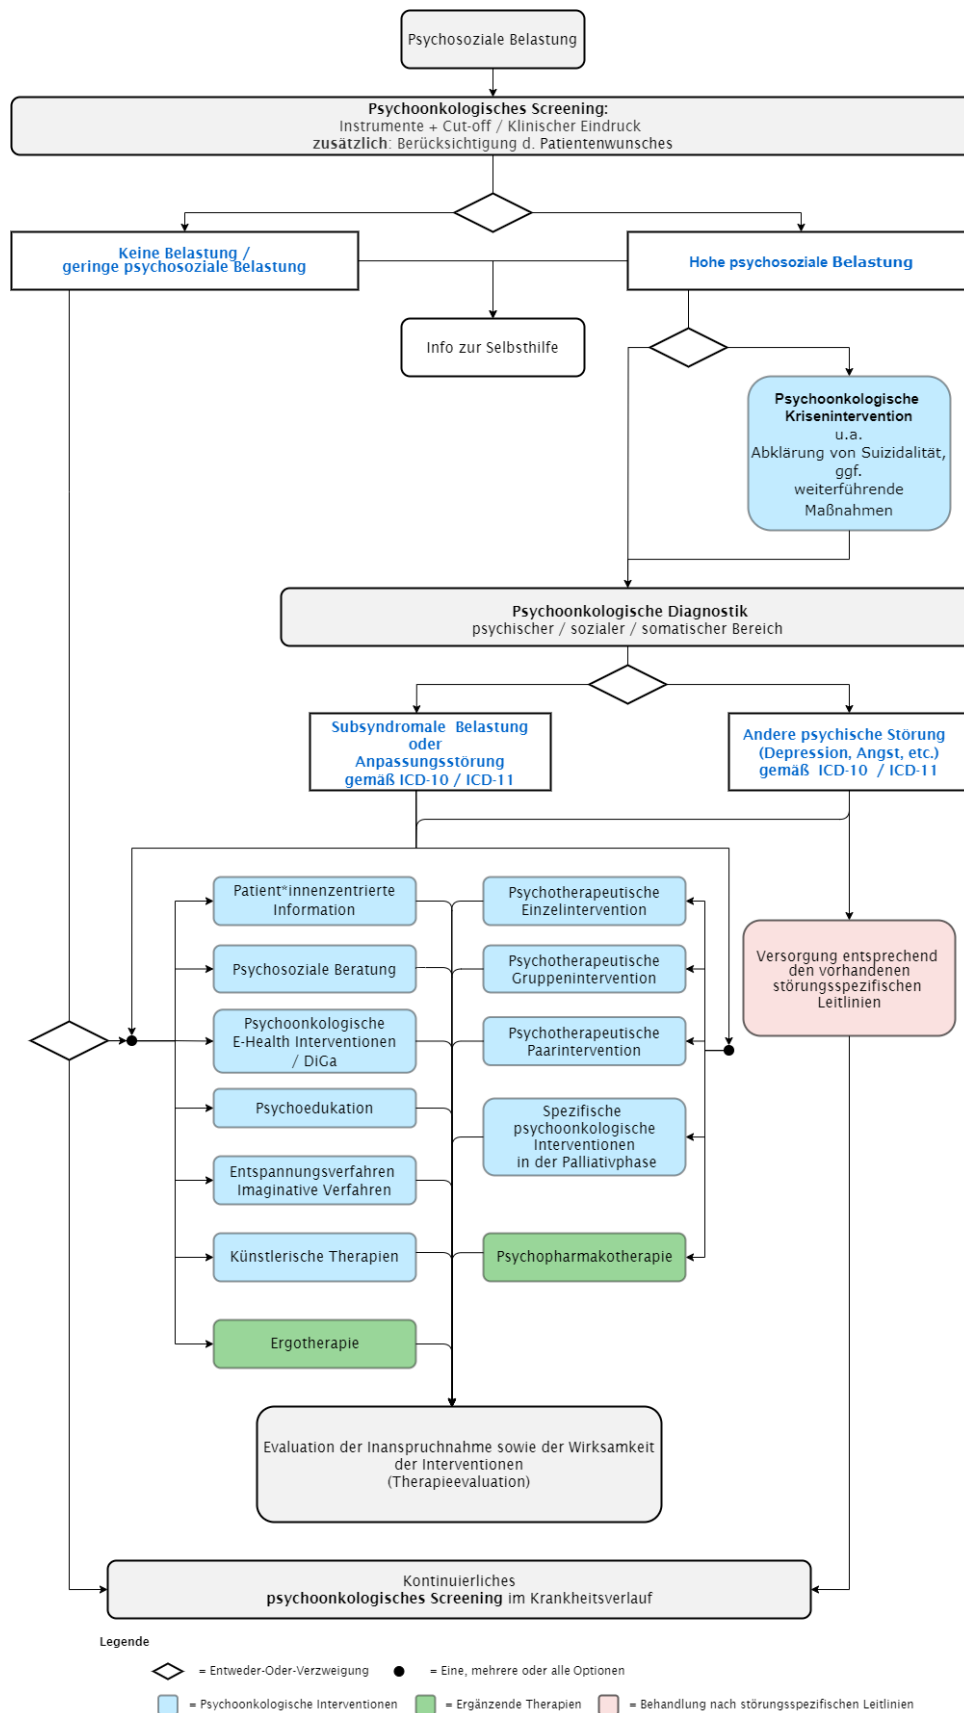 Psychosoziale Belastung
Psychoonkologisches Screening:
Instrumente + Cut-off / Klinischer Eindruck
zusätzlich: Berücksichtigung d. Patientenwunsches
Keine Belastung /
geringe psychosoziale Belastung
Hohe psychosoziale Belastung
Info zur Selbsthilfe
Psychoonkologische
Krisenintervention
u.a.
Abklärung von Suizidalität,
ggf.
weiterführende
Maßnahmen
Psychoonkologische Diagnostik
psychischer / sozialer / somatischer Bereich
Subsyndromale Belastung
oder
Anpassungsstörung
gemäß ICD-10 / ICD-11
Andere psychische Störung
(Depression, Angst, etc.)
gemäß ICD-10 / ICD-11
Patient*innenzentrierte
Information
Psychosoziale Beratung
Psychoonkologische
E-Health Interventionen
/ DiGa
Psychoedukation
Entspannungsverfahren
Imaginative Verfahren
Künstlerische Therapien
Ergotherapie
Psychotherapeutische
Einzelintervention
Psychotherapeutische
Gruppenintervention
Psychotherapeutische
Paarintervention
Spezifische
psychoonkologische
Interventionen
in der Palliativphase
Psychopharmakotherapie
Versorgung entsprechend
den vorhandenen
störungsspezifischen
Leitlinien
Evaluation der Inanspruchnahme sowie der Wirksamkeit
der Interventionen
(Therapieevaluation)
Kontinuierliches
psychoonkologisches Screening im Krankheitsverlauf
Legende
= Entweder-Oder-Verzweigung
= Eine, mehrere oder alle Optionen
= Psychoonkologische Interventionen
= Ergänzende Therapien
= Behandlung nach störungsspezifischen Leitlinien